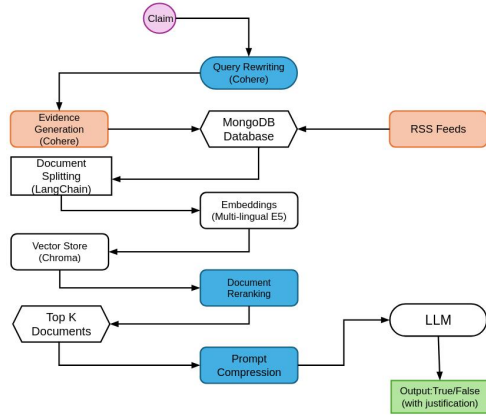 Claim
Query Rewriting
(Cohere)
Evidence
Generation
(Cohere)
MongoDB
Database
RSS Feeds
Document
Splitting
(LangChain)
Embeddings
(Multi-lingual E5)
Vector Store
(Chroma)
Document
Reranking
Top K
Documents
LLM
Prompt
Compression
Output:True/False
(with justification)